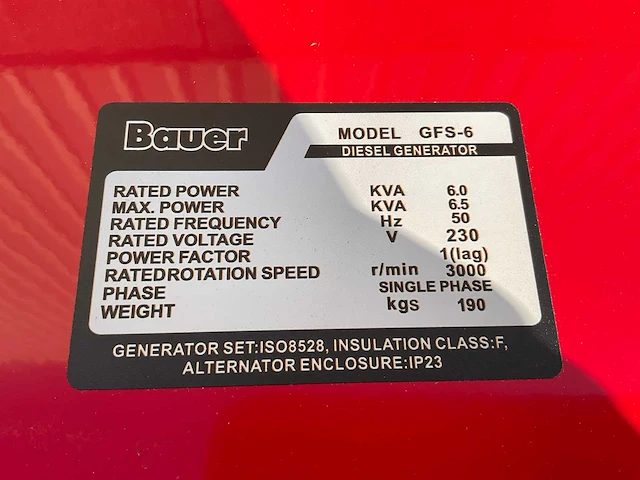 Bauer
MODEL GFS-6
DIESEL GENERATOR
RATED POWER KVA 6.0
MAX. POWER KVA 6.5
RATED FREQUENCY Hz 50
RATED VOLTAGE V 230
POWER FACTOR 1(lag)
RATEDROTATION SPEED r/min 3000
PHASE SINGLE PHASE
WEIGHT kgs 190
GENERATOR SET:ISO8528, INSULATION CLASS:F,
ALTERNATOR ENCLOSURE:IP23